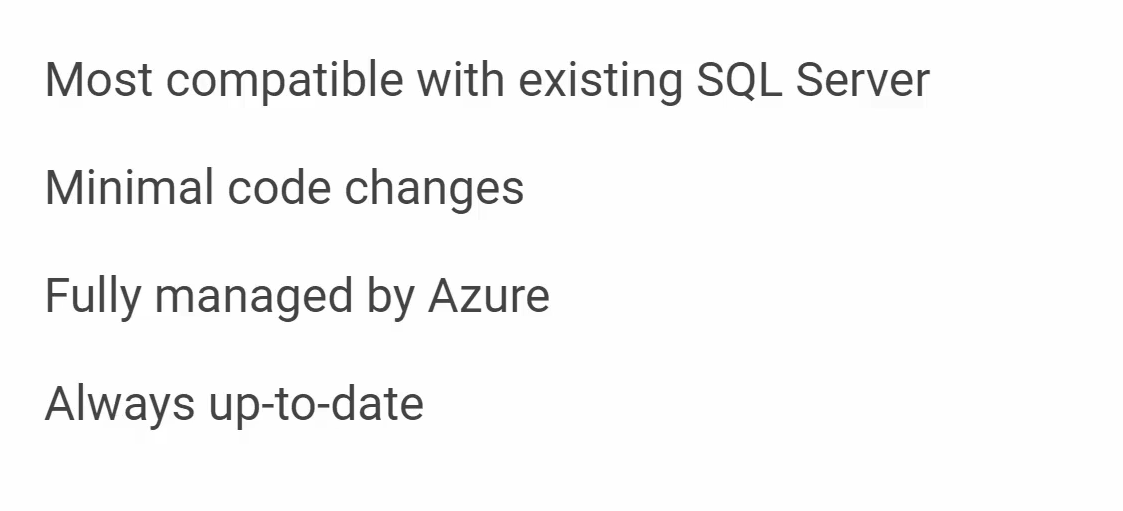 Most compatible with existing SQL Server
Minimal code changes
Fully managed by Azure
Always up-to-date